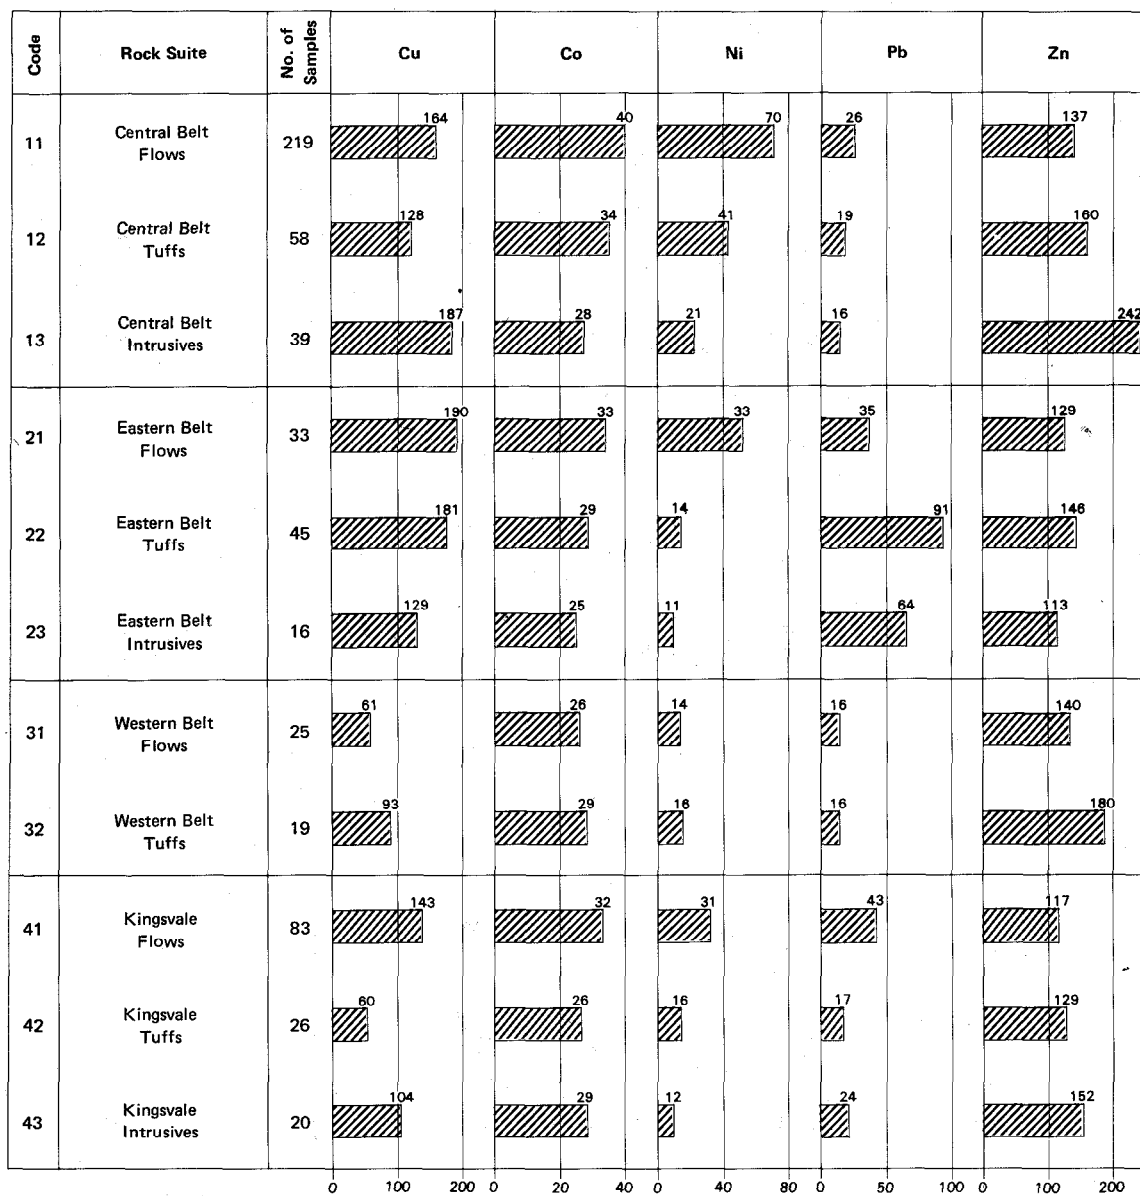 Code Rock Suite No. of Samples Cu Co Ni Pb Zn
11 Central Belt Flows 219 164 40 70 26 137
12 Central Belt Tuffs 58 128 34 41 19 160
13 Central Belt Intrusives 39 187 28 21 16 242
21 Eastern Belt Flows 33 190 33 33 35 129
22 Eastern Belt Tuffs 45 181 29 14 91 146
23 Eastern Belt Intrusives 16 129 25 11 64 113
31 Western Belt Flows 25 61 26 14 16 140
32 Western Belt Tuffs 19 93 29 16 16 180
41 Kingsvale Flows 83 143 32 31 43 117
42 Kingsvale Tuffs 26 60 26 16 17 129
43 Kingsvale Intrusives 20 104 29 12 24 152
0 100 200 0 20 40 0 40 80 0 50 100 0 100 200